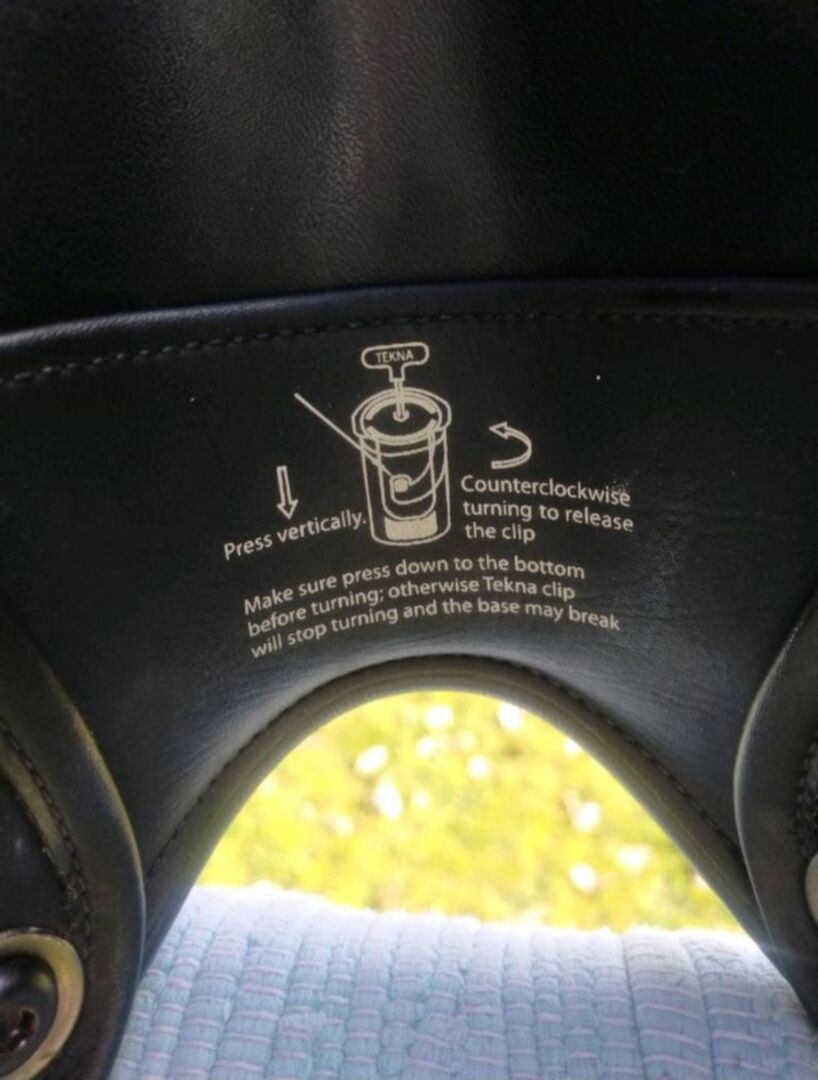 TEKNA
Press vertically.
Counterclockwise
turning to release
the clip
Make sure press down to the bottom
before turning; otherwise Tekna clip
will stop turning and the base may break